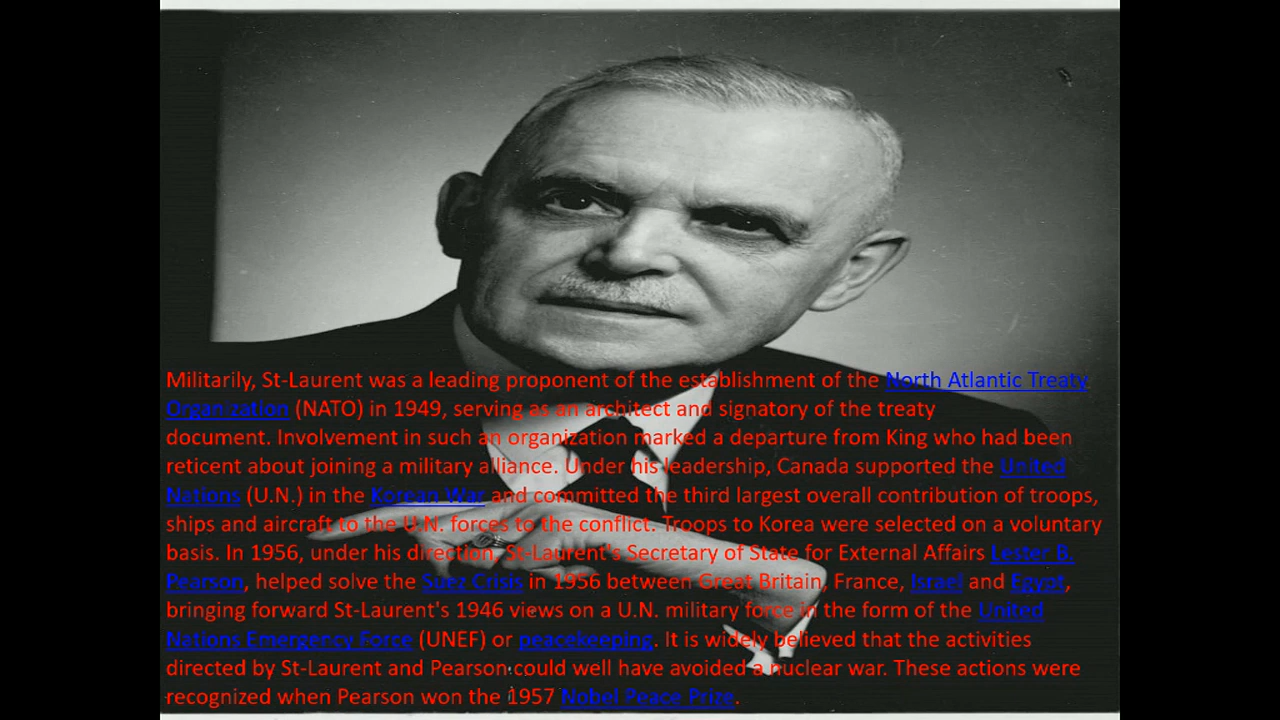 Militarily, St-Laurent was a leading proponent of the establishment of the North Atlantic Treaty
Organization (NATO) in 1949, serving as an architect and signatory of the treaty
document. Involvement in such an organization marked a departure from King who had been
reticent about joining a military alliance. Under his leadership, Canada supported the United
Nations (U.N.) in the Korean War and committed the third largest overall contribution of troops,
ships and aircraft to the U.N. forces to the conflict. Troops to Korea were selected on a voluntary
basis. In 1956, under his direction, St-Laurent's Secretary of State for External Affairs Lester B.
Pearson, helped solve the Suez Crisis in 1956 between Great Britain, France, Israel and Egypt,
bringing forward St-Laurent's 1946 views on a U.N. military force in the form of the United
Nations Emergency Force (UNEF) or peacekeeping. It is widely believed that the activities
directed by St-Laurent and Pearson could well have avoided a nuclear war. These actions were
recognized when Pearson won the 1957 Nobel Peace Prize.